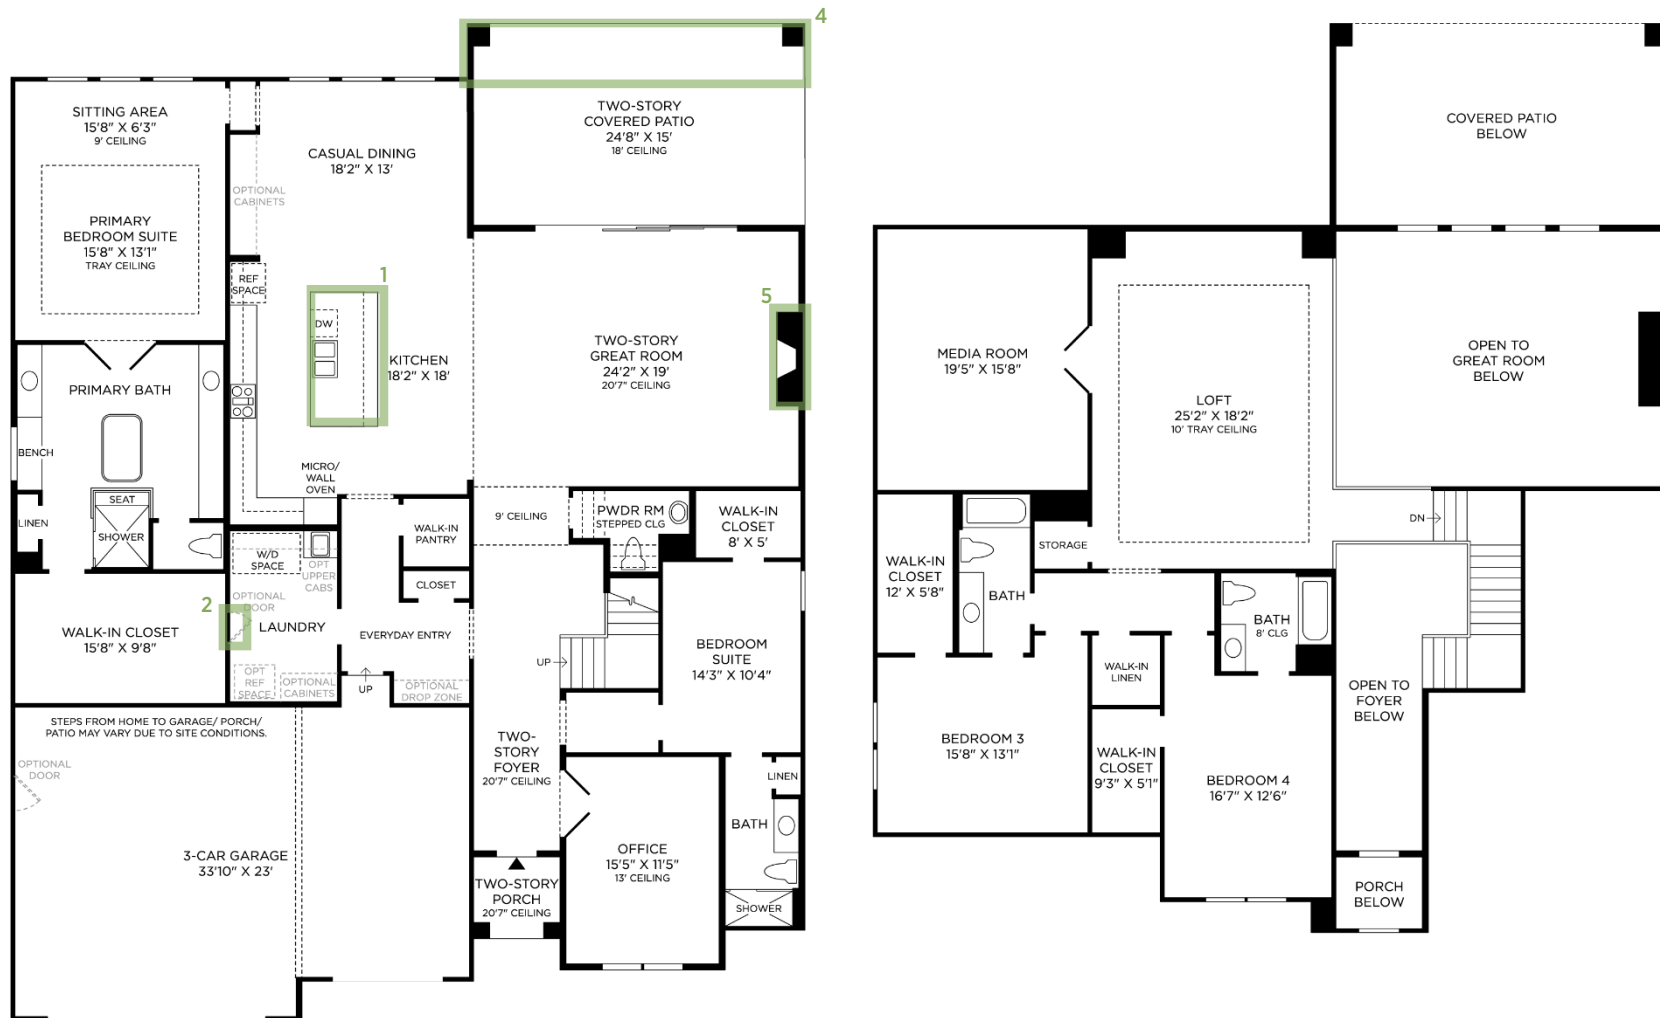 4
SITTING AREA
15'8" X 6'3"
9' CEILING
TWO-STORY
COVERED PATIO
24'8" X 15'
18' CEILING
CASUAL DINING
18'2" X 13'
OPTIONAL
CABINETS
PRIMARY
BEDROOM SUITE
15'8" X 13'1"
TRAY CEILING
REF
SPACE
1
DW
KITCHEN
18'2" X 18'
5
TWO-STORY
GREAT ROOM
24'2" X 19'
20'7" CEILING
PRIMARY BATH
BENCH
MICRO/
WALL
OVEN
SEAT
LINEN
SHOWER
9' CEILING
PWDR RM
STEPPED CLG
WALK-IN
CLOSET
8' X 5'
WALK-IN
PANTRY
W/D
SPACE
OPT
UPPER
CABS
CLOSET
OPTIONAL
DOOR
2
LAUNDRY
EVERYDAY ENTRY
WALK-IN CLOSET
15'8" X 9'8"
UP
BEDROOM
SUITE
14'3" X 10'4"
OPT
REF
SPACE
OPTIONAL
CABINETS
UP
OPTIONAL
DROP ZONE
STEPS FROM HOME TO GARAGE/ PORCH/
PATIO MAY VARY DUE TO SITE CONDITIONS.
OPTIONAL
DOOR
TWO-
STORY
FOYER
20'7" CEILING
LINEN
BATH
3-CAR GARAGE
33'10" X 23'
OFFICE
15'5" X 11'5"
13' CEILING
TWO-STORY
PORCH
20'7" CEILING
SHOWER
COVERED PATIO
BELOW
MEDIA ROOM
19'5" X 15'8"
OPEN TO
GREAT ROOM
BELOW
LOFT
25'2" X 18'2"
10' TRAY CEILING
DN
STORAGE
WALK-IN
CLOSET
12' X 5'8"
BATH
BATH
8' CLG
WALK-IN
LINEN
OPEN TO
FOYER
BELOW
BEDROOM 3
15'8" X 13'1"
WALK-IN
CLOSET
9'3" X 5'1"
BEDROOM 4
16'7" X 12'6"
PORCH
BELOW